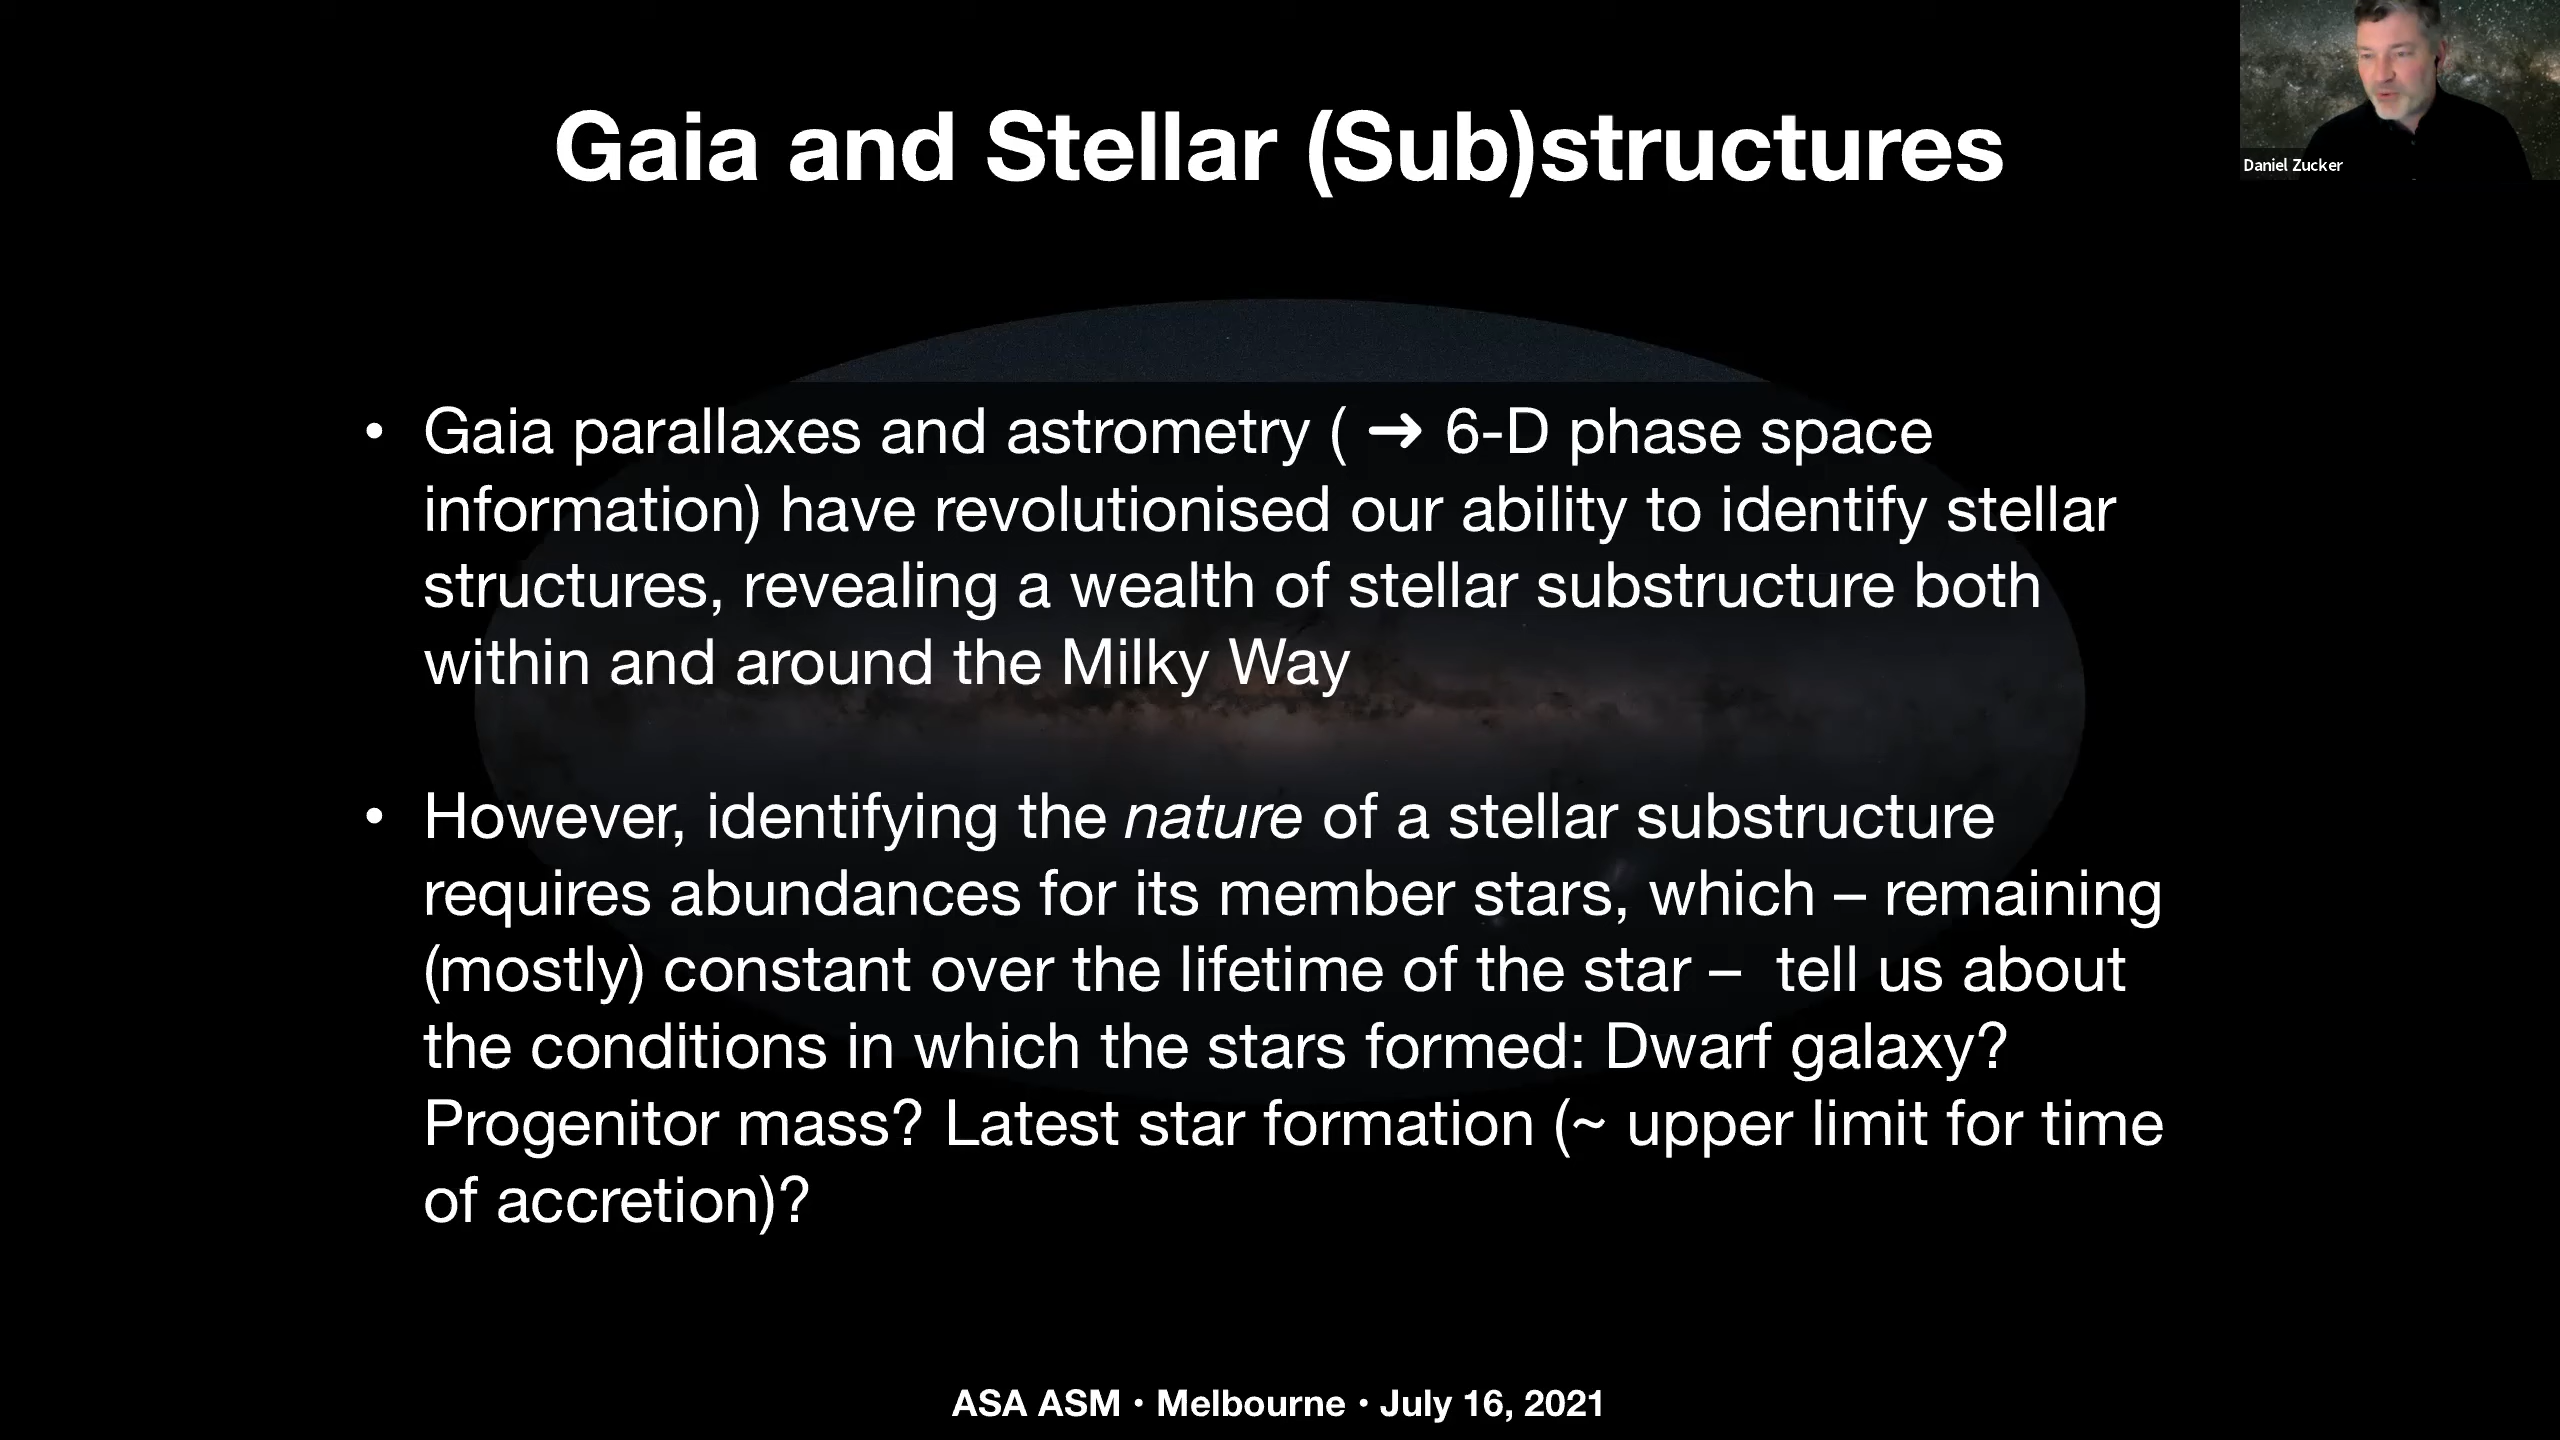 Gaia and Stellar (Sub)structures
Daniel Zucker
• Gaia parallaxes and astrometry ( → 6-D phase space
information) have revolutionised our ability to identify stellar
structures, revealing a wealth of stellar substructure both
within and around the Milky Way
• However, identifying the nature of a stellar substructure
requires abundances for its member stars, which – remaining
(mostly) constant over the lifetime of the star –  tell us about
the conditions in which the stars formed: Dwarf galaxy?
Progenitor mass? Latest star formation (~ upper limit for time
of accretion)?
ASA ASM • Melbourne • July 16, 2021